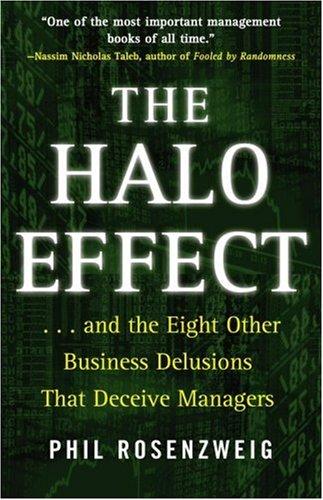 “One of the most important management
books of all time.”
–Nassim Nicholas Taleb, author of Fooled by Randomness
THE
HALO
EFFECT
. . . and the Eight Other
Business Delusions
That Deceive Managers
PHIL ROSENZWEIG